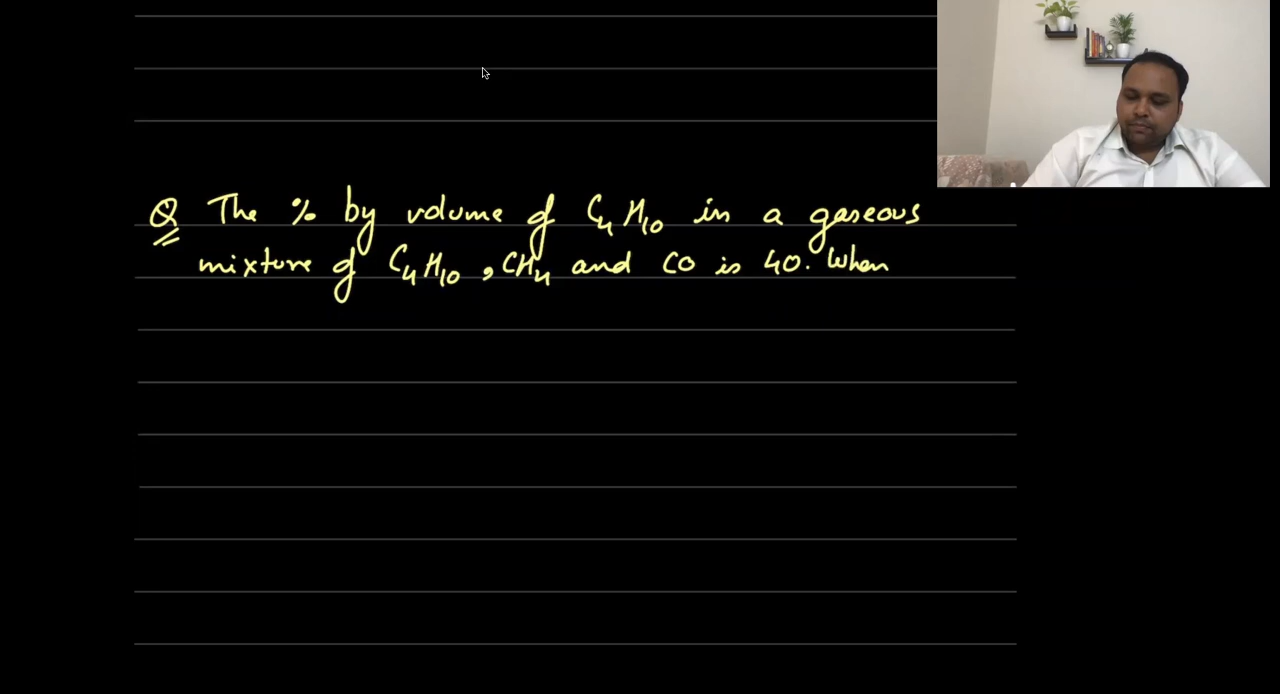 Q The % by volume of C₄H₁₀ in a gaseous
mixture of C₄H₁₀, CH₄ and CO is 40. When